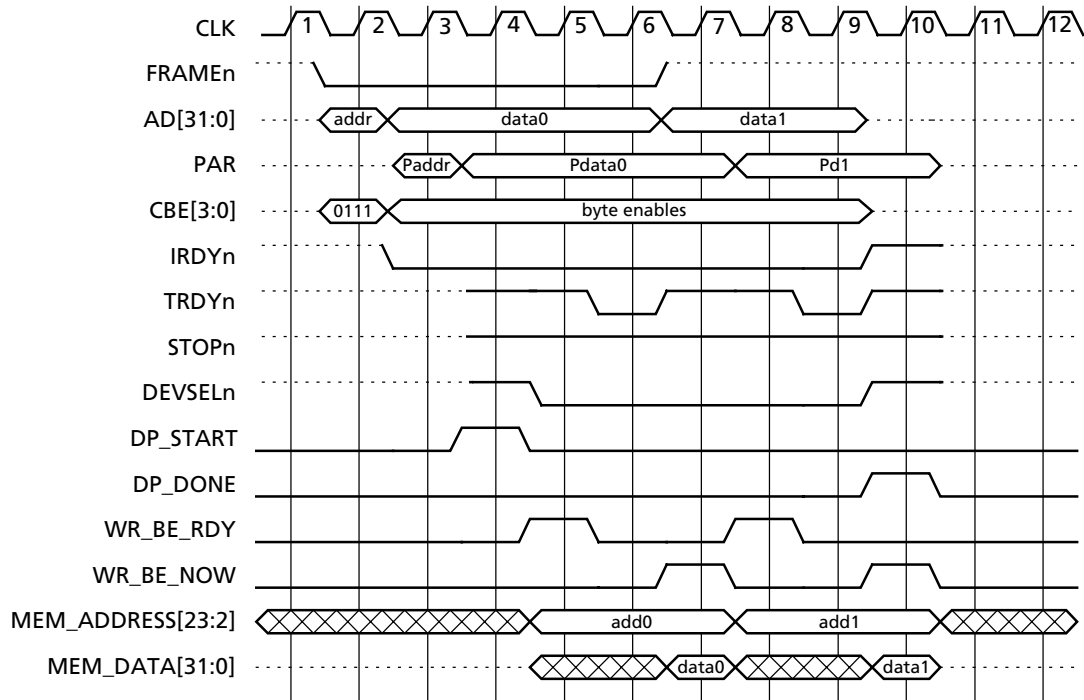 CLK 1 2 3 4 5 6 7 8 9 10 11 12
FRAMEn
AD[31:0] addr data0 data1
PAR Paddr Pdata0 Pd1
CBE[3:0] 0111 byte enables
IRDYn
TRDYn
STOPn
DEVSELn
DP_START
DP_DONE
WR_BE_RDY
WR_BE_NOW
MEM_ADDRESS[23:2] add0 add1
MEM_DATA[31:0] data0 data1